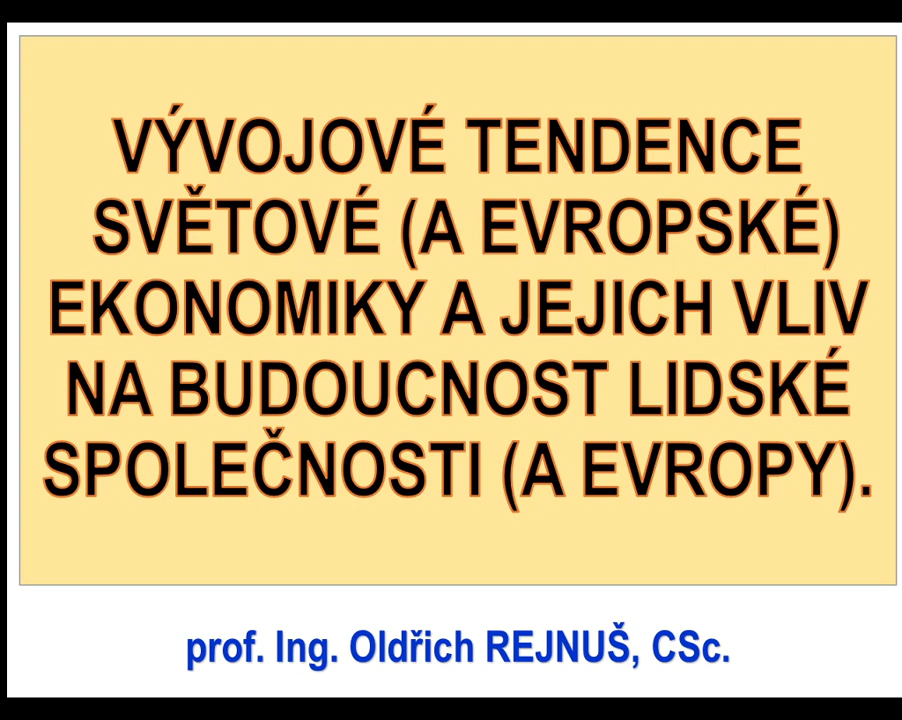 VÝVOJOVÉ TENDENCE
SVĚTOVÉ (A EVROPSKÉ)
EKONOMIKY A JEJICH VLIV
NA BUDOUCNOST LIDSKÉ
SPOLEČNOSTI (A EVROPY).
prof. Ing. Oldřich REJNUŠ, CSc.